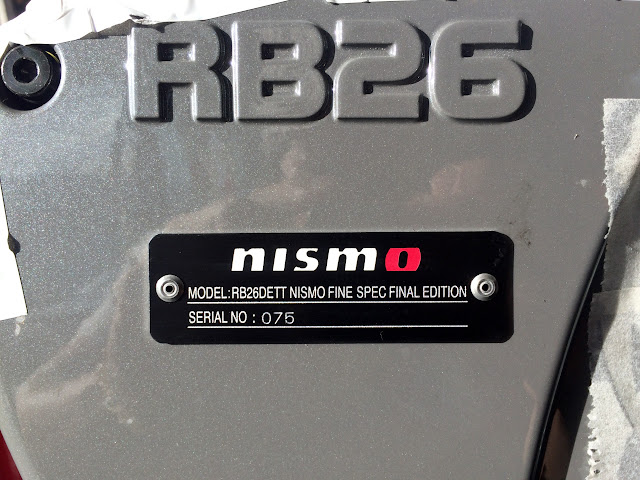 RB26
nismo
MODEL:RB26DETT NISMO FINE SPEC FINAL EDITION
SERIAL NO : 075